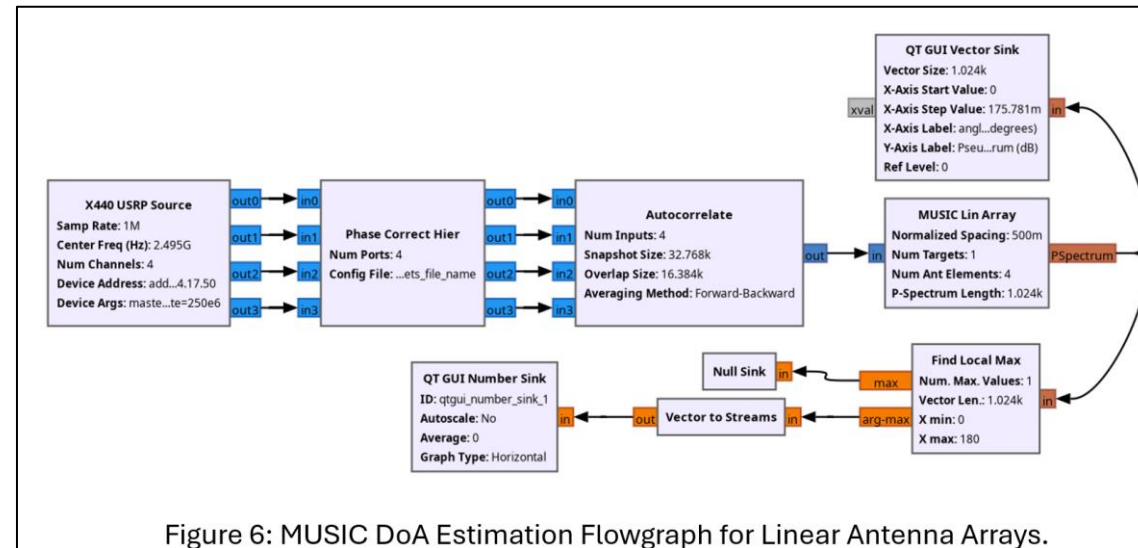 QT GUI Vector Sink
Vector Size: 1.024k
X-Axis Start Value: 0
X-Axis Step Value: 175.781m
X-Axis Label: angl...degrees)
Y-Axis Label: Pseu...rum (dB)
Ref Level: 0
xval
in
X440 USRP Source
Samp Rate: 1M
Center Freq (Hz): 2.495G
Num Channels: 4
Device Address: add...4.17.50
Device Args: maste...te=250e6
out0
out1
out2
out3
in0
in1
in2
in3
Phase Correct Hier
Num Ports: 4
Config File: ...ets_file_name
out0
out1
out2
out3
in0
in1
in2
in3
Autocorrelate
Num Inputs: 4
Snapshot Size: 32.768k
Overlap Size: 16.384k
Averaging Method: Forward-Backward
out
in
MUSIC Lin Array
Normalized Spacing: 500m
Num Targets: 1
Num Ant Elements: 4
P-Spectrum Length: 1.024k
PSpectrum
QT GUI Number Sink
ID: qtgui_number_sink_1
Autoscale: No
Average: 0
Graph Type: Horizontal
in
Null Sink
in
out
Vector to Streams
in
max
arg-max
Find Local Max
Num. Max. Values: 1
Vector Len.: 1.024k
X min: 0
X max: 180
in
Figure 6: MUSIC DoA Estimation Flowgraph for Linear Antenna Arrays.